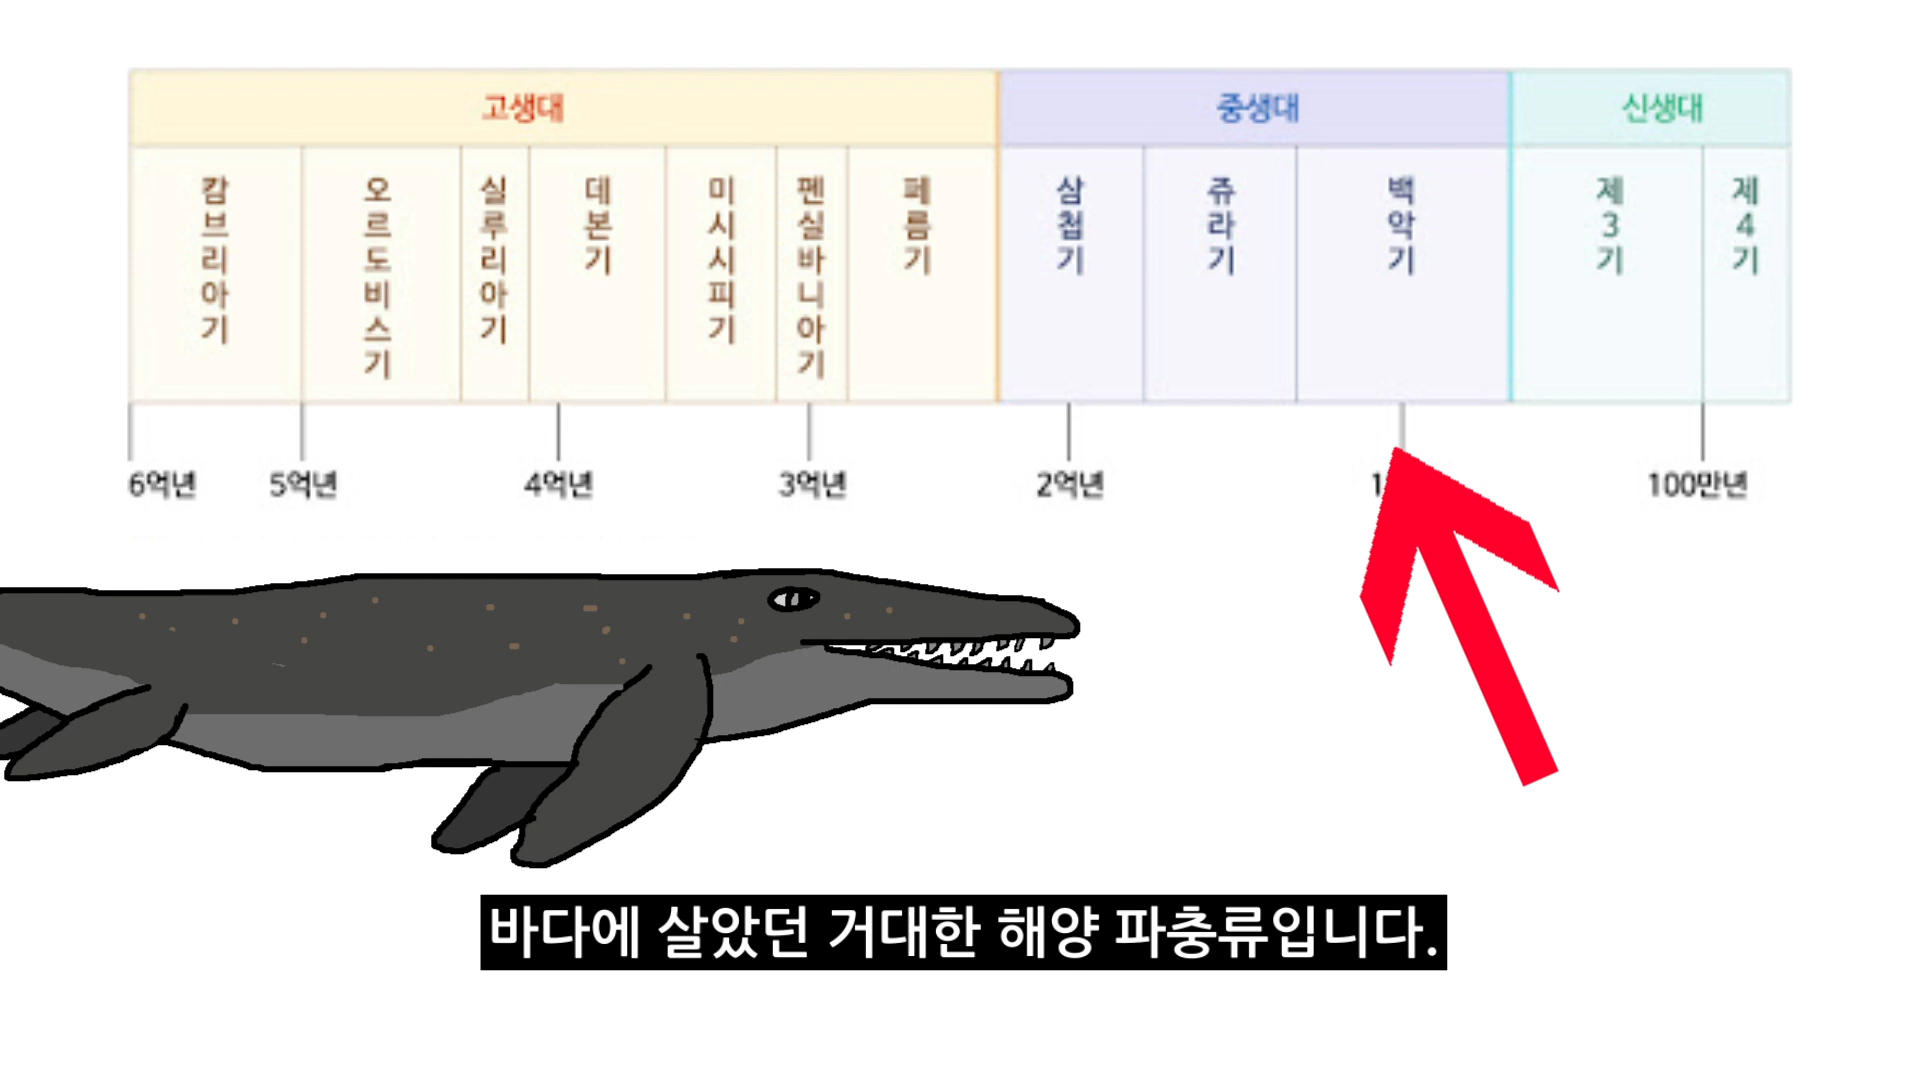 고생대 중생대 신생대
캄브리아기 오르도비스기 실루리아기 데본기 미시시피기 펜실바니아기 페름기 삼첩기 쥬라기 백악기 제3기 제4기
6억년 5억년 4억년 3억년 2억년 1 100만년
바다에 살았던 거대한 해양 파충류입니다.